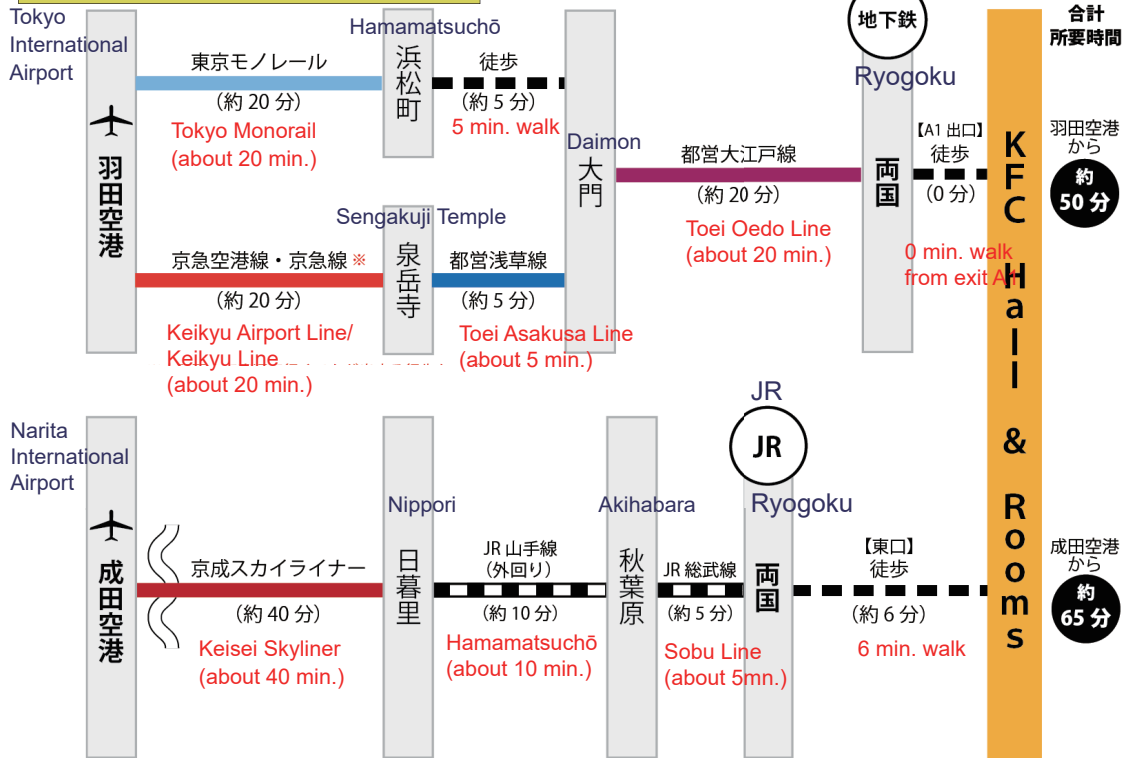 Tokyo
International
Airport
羽田空港
東京モノレール
(約 20 分)
Tokyo Monorail
(about 20 min.)
Hamamatsuchō
浜松町
徒歩
(約 5 分)
5 min. walk
京急空港線・京急線 ※
(約 20 分)
Keikyu Airport Line/
Keikyu Line
(about 20 min.)
Sengakuji Temple
泉岳寺
都営浅草線
(約 5 分)
Toei Asakusa Line
(about 5 min.)
Daimon
大門
都営大江戸線
(約 20 分)
Toei Oedo Line
(about 20 min.)
地下鉄
Ryogoku
両国
【A1 出口】
徒歩
(0 分)
0 min. walk
from exit A1
KFC Hall & Rooms
合計
所要時間
羽田空港
から
約
50 分
Narita
International
Airport
成田空港
京成スカイライナー
(約 40 分)
Keisei Skyliner
(about 40 min.)
Nippori
日暮里
JR 山手線
(外回り)
(約 10 分)
Hamamatsuchō
(about 10 min.)
Akihabara
秋葉原
JR 総武線
(約 5 分)
Sobu Line
(about 5mn.)
JR
JR
Ryogoku
両国
【東口】
徒歩
(約 6 分)
6 min. walk
成田空港
から
約
65 分